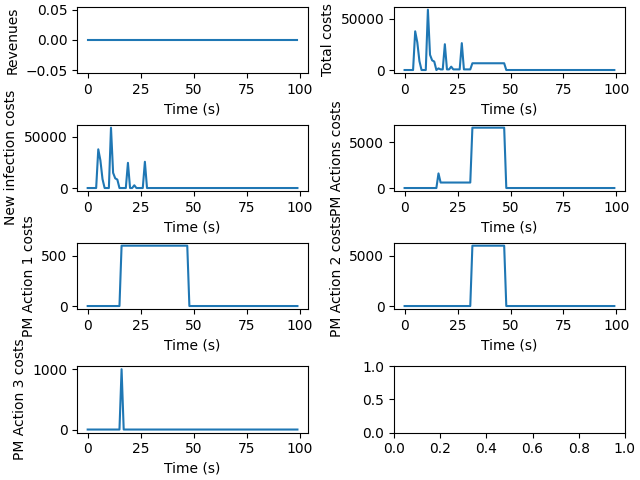 Revenues
0.05
0.00
−0.05
0 25 50 75 100
Time (s)
Total costs
50000
0
0 25 50 75 100
Time (s)
New infection costs
50000
0
0 25 50 75 100
Time (s)
PM Actions costs
5000
0
0 25 50 75 100
Time (s)
PM Action 1 costs
500
0
0 25 50 75 100
Time (s)
PM Action 2 costs
5000
0
0 25 50 75 100
Time (s)
PM Action 3 costs
1000
0
0 25 50 75 100
Time (s)
1.0
0.5
0.0
0.0 0.2 0.4 0.6 0.8 1.0